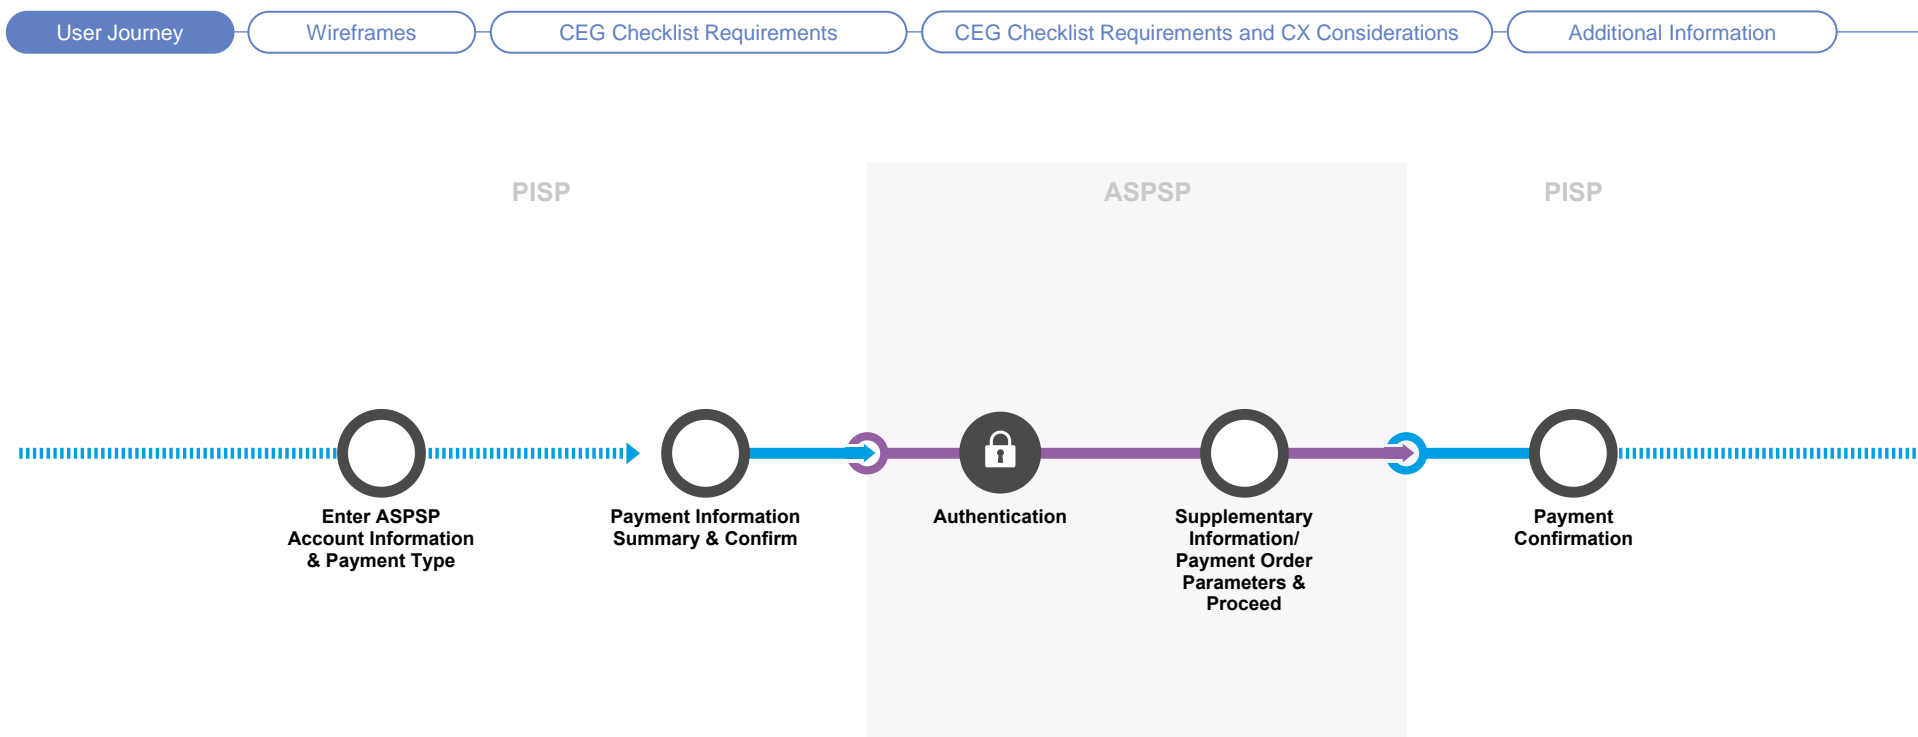 User Journey
Wireframes
CEG Checklist Requirements
CEG Checklist Requirements and CX Considerations
Additional Information
PISP
ASPSP
PISP
Enter ASPSP
Account Information
& Payment Type
Payment Information
Summary & Confirm
Authentication
Supplementary
Information/
Payment Order
Parameters &
Proceed
Payment
Confirmation